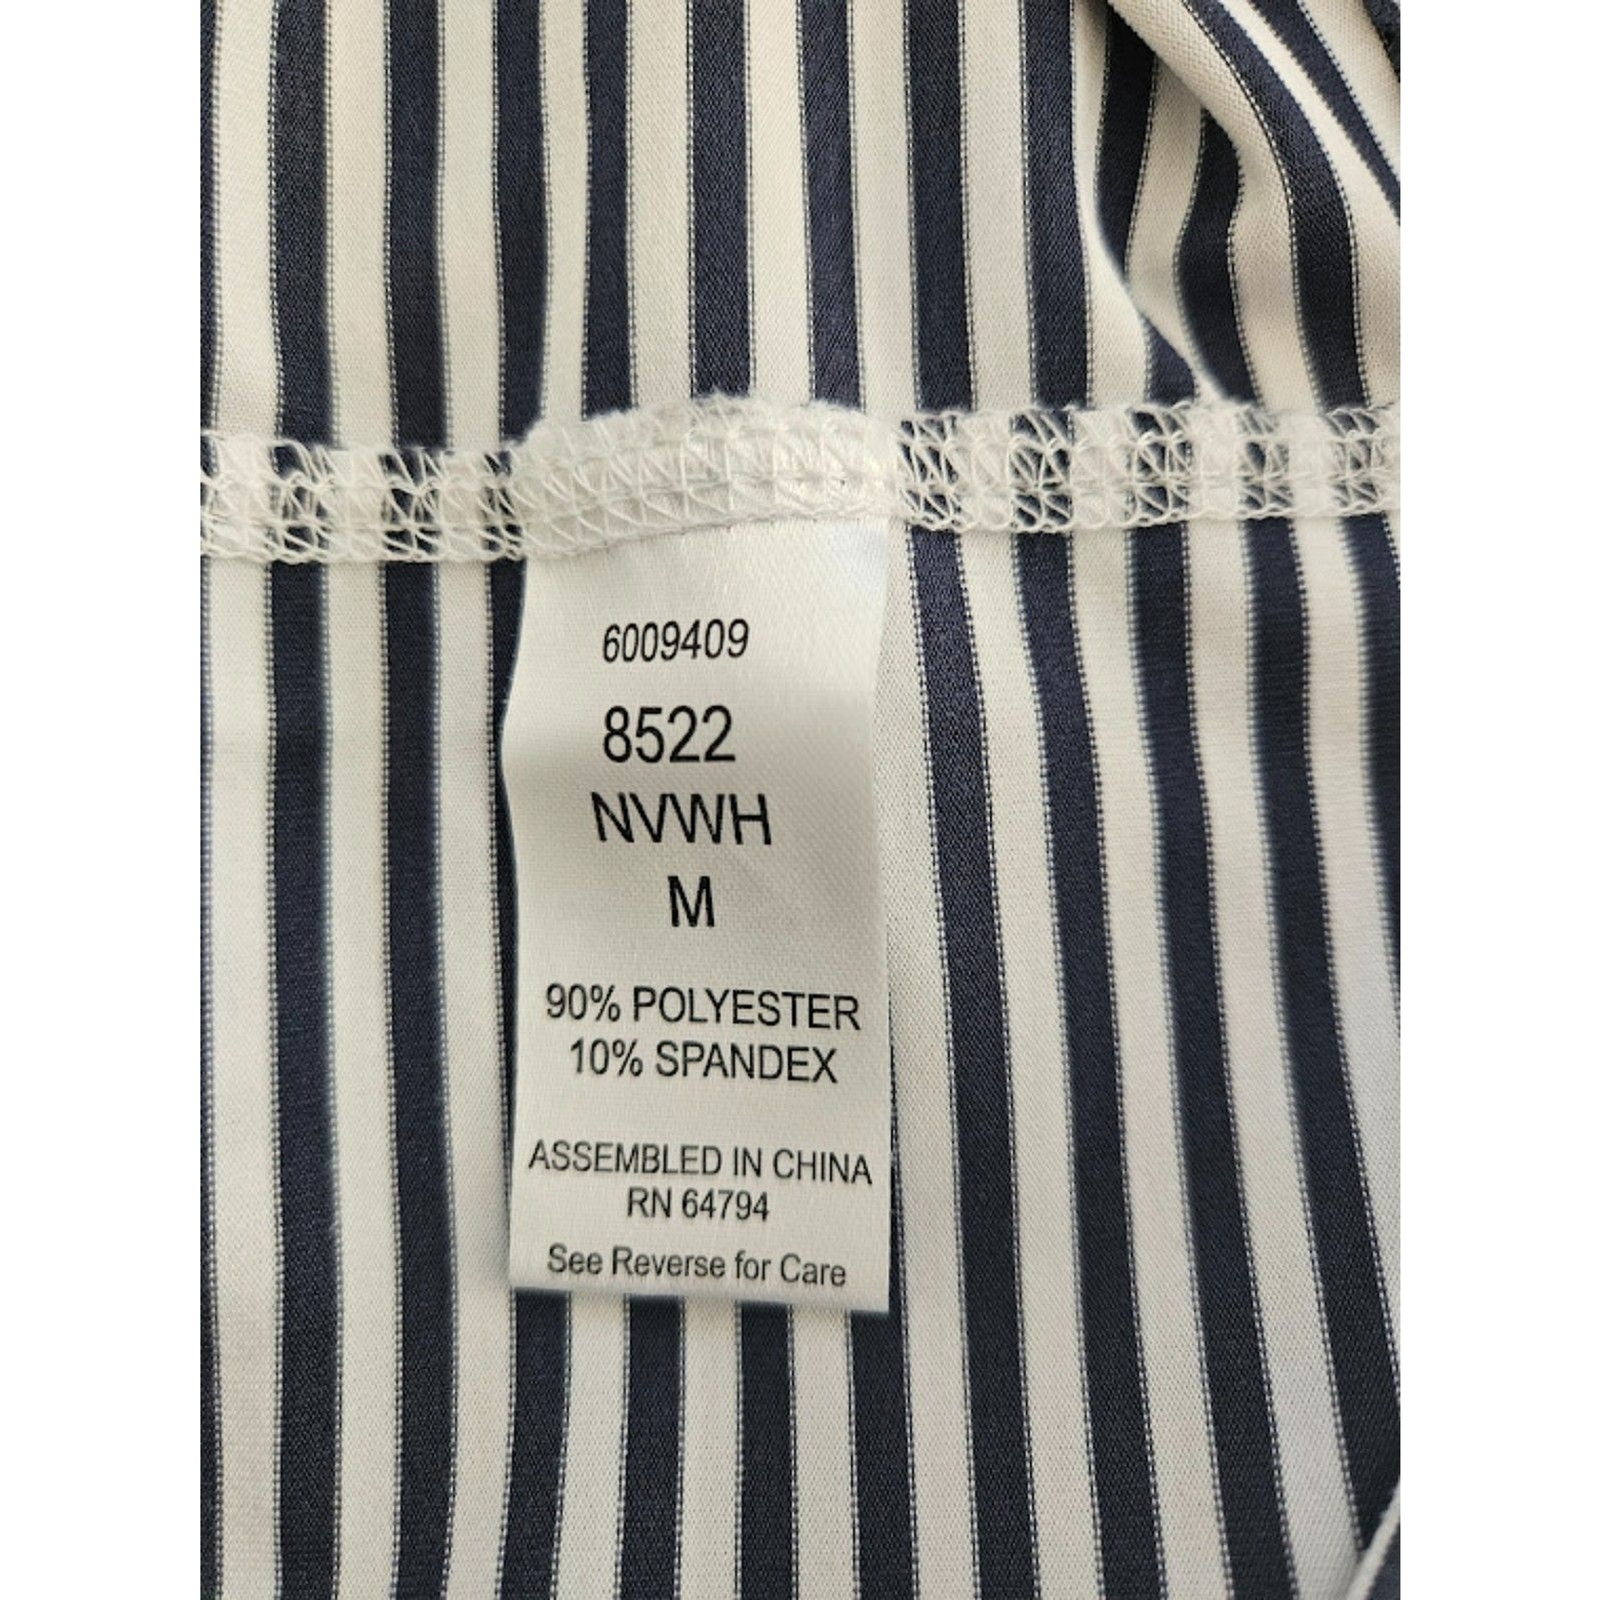 6009409
8522
NVWH
M
90% POLYESTER
10% SPANDEX
ASSEMBLED IN CHINA
RN 64794
See Reverse for Care